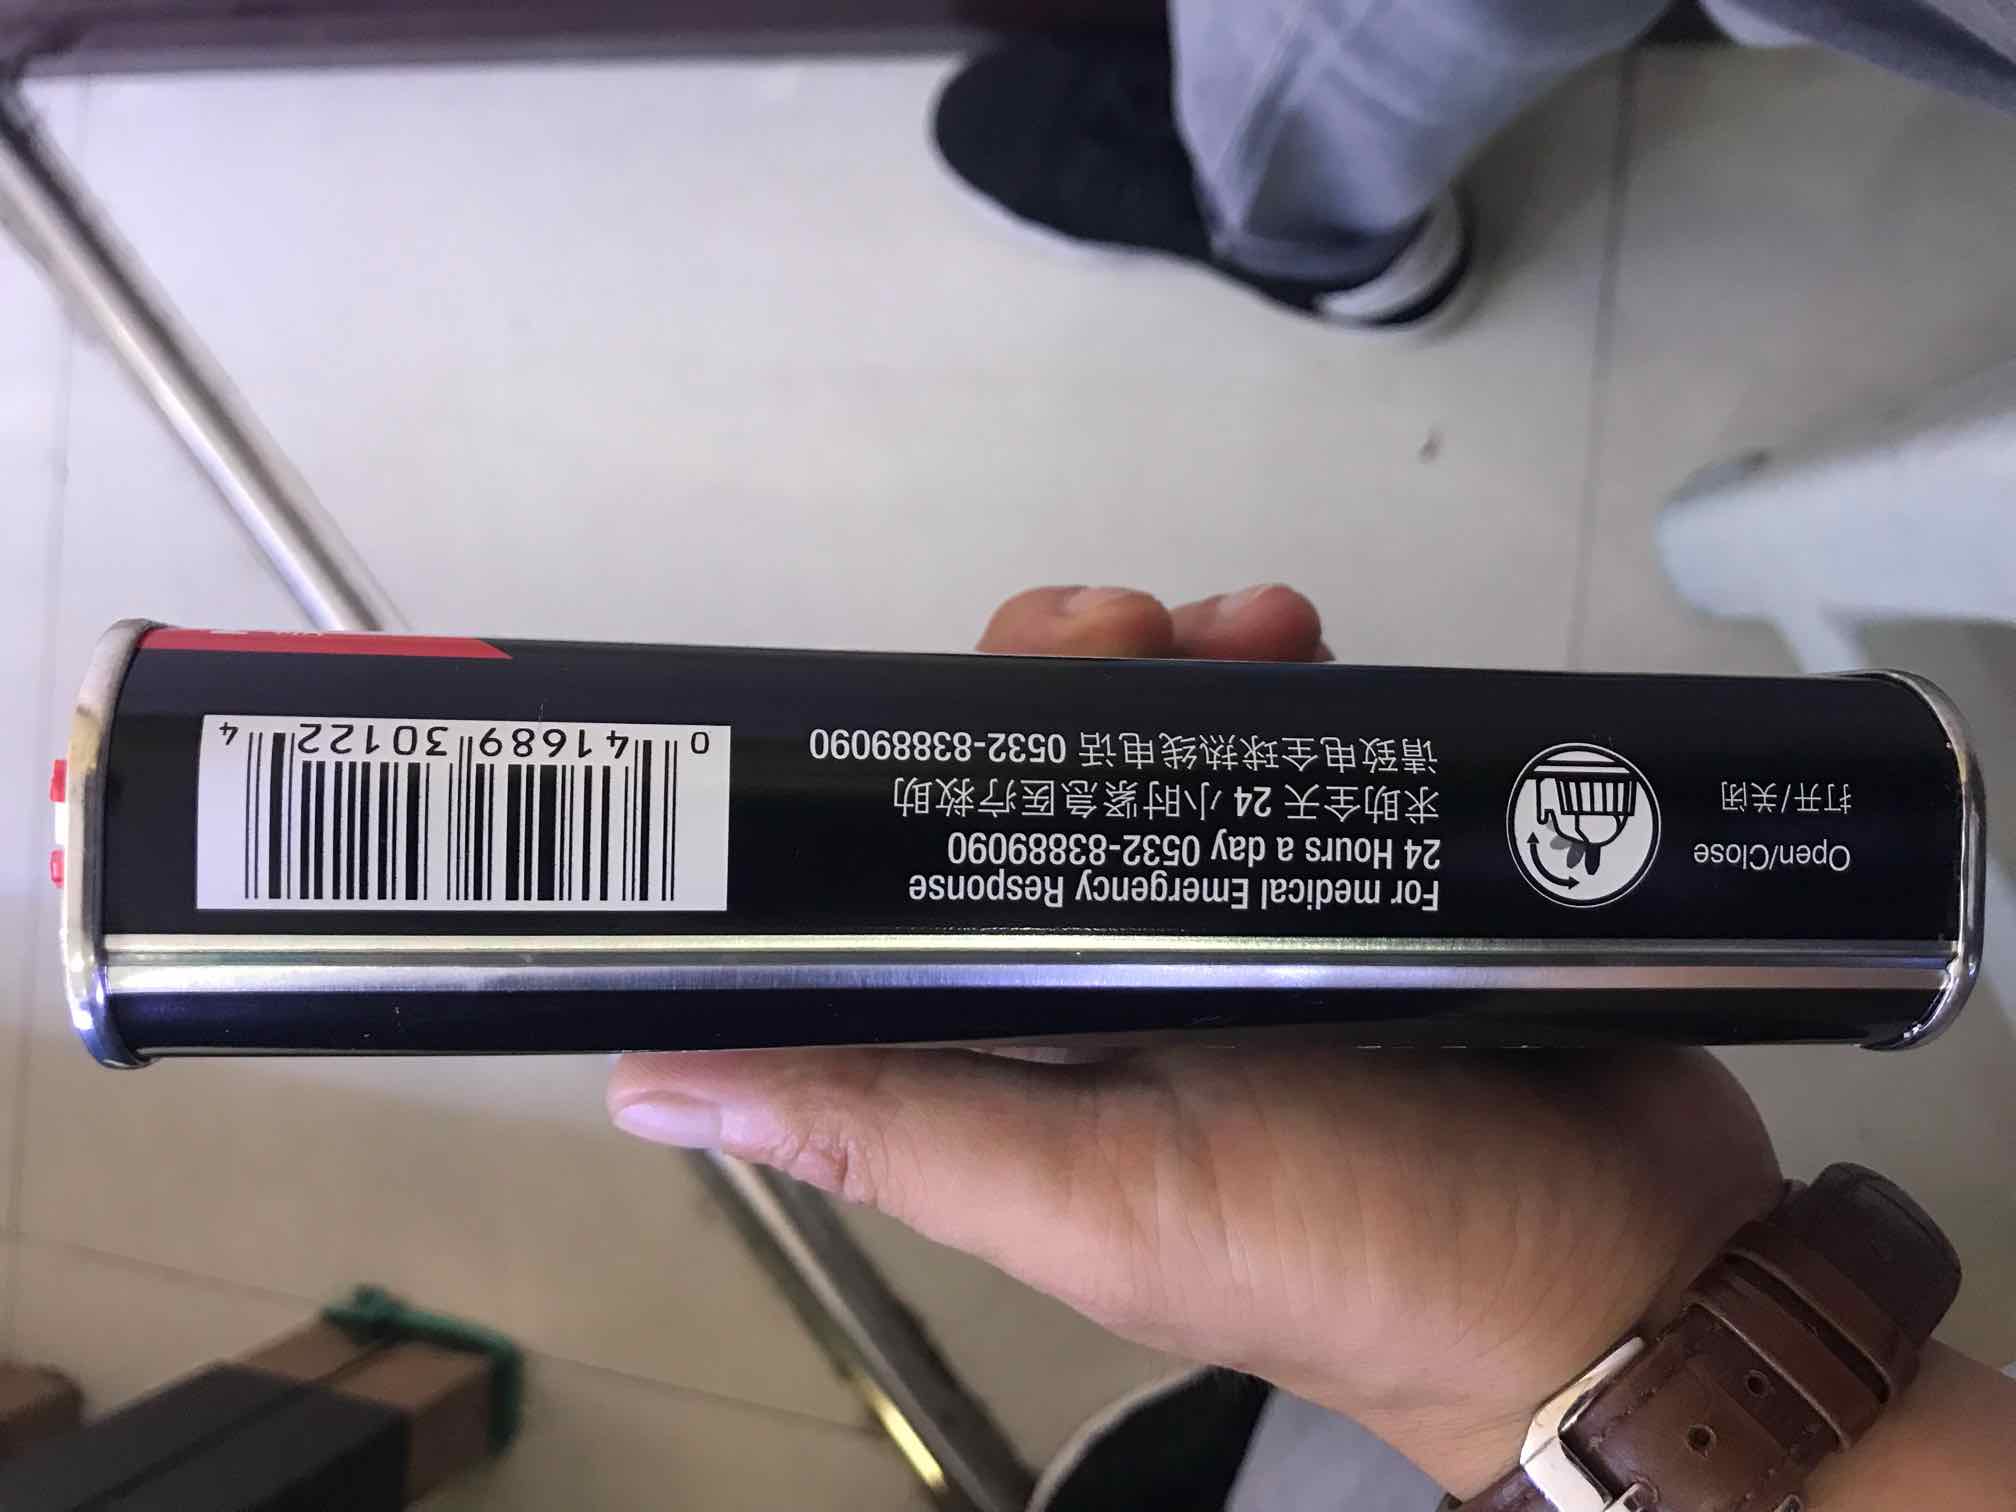 Open/Close
打开/关闭
For medical Emergency Response
24 Hours a day 0532-83889090
求助全天 24 小时紧急医疗救助
请致电全球热线电话 0532-83889090
0 41689 30122 4